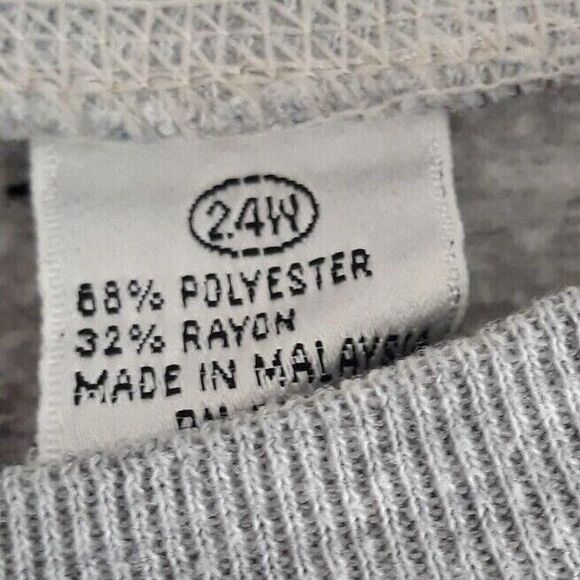 2.4W
68% POLYESTER
32% RAYON
MADE IN MALAYSIA